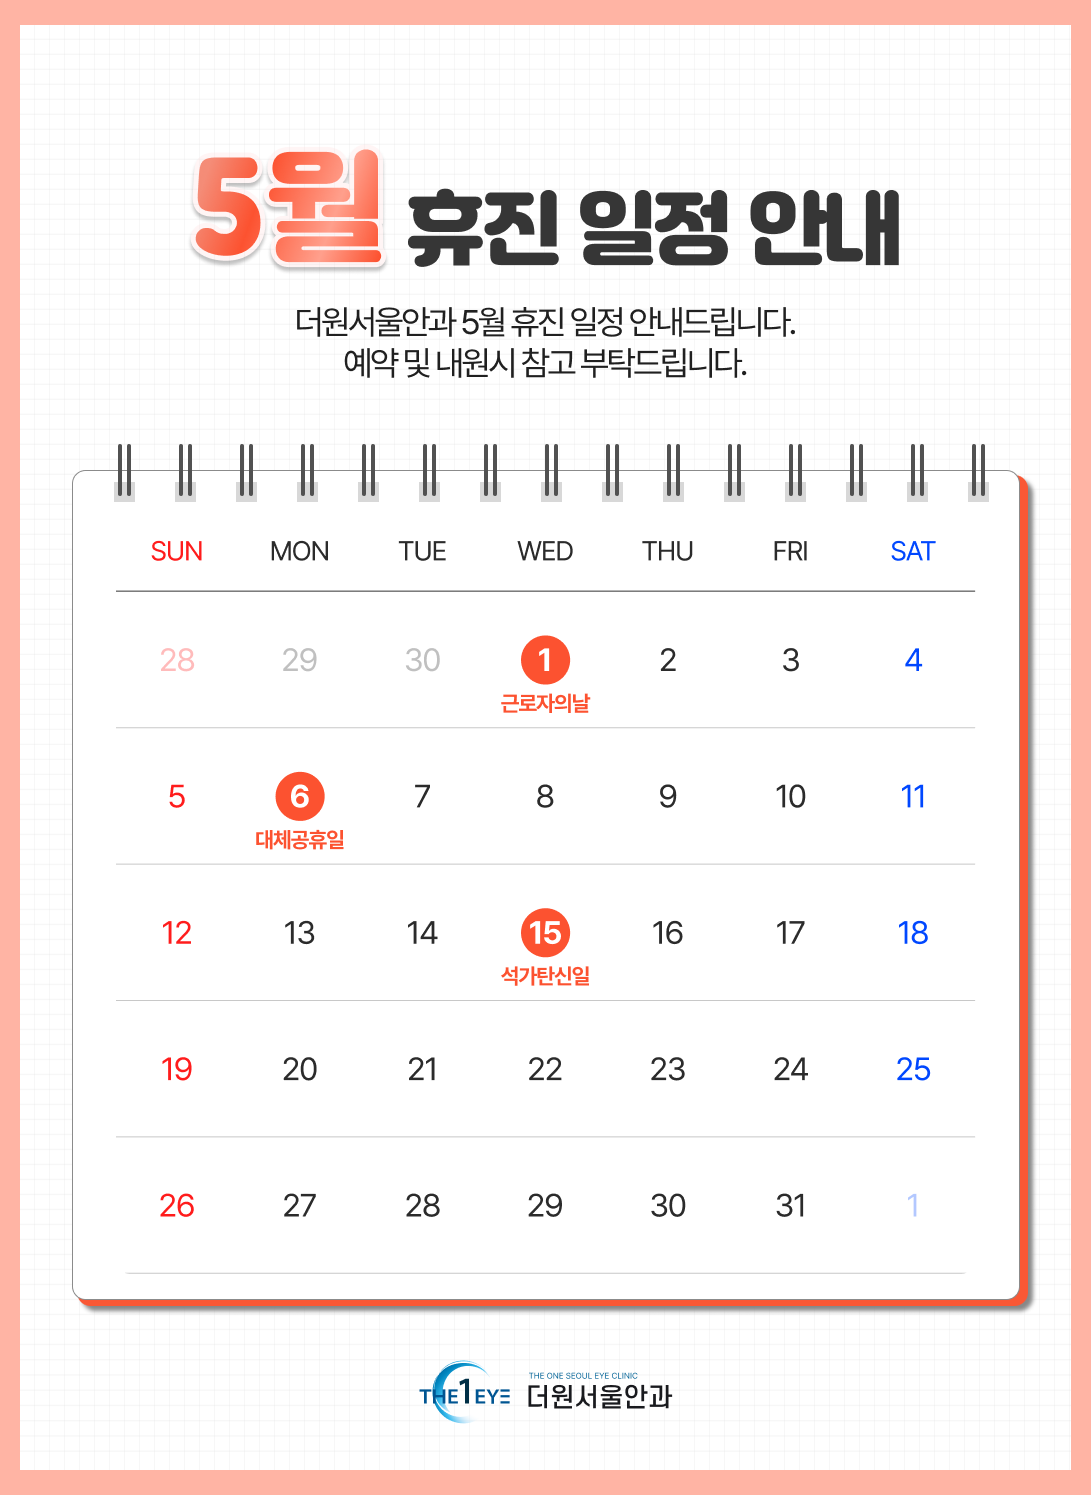 5월 휴진 일정 안내
더원서울안과 5월 휴진 일정 안내드립니다.
예약 및 내원시 참고 부탁드립니다.
SUN MON TUE WED THU FRI SAT
28 29 30 1 2 3 4
근로자의날
5 6 7 8 9 10 11
대체공휴일
12 13 14 15 16 17 18
석가탄신일
19 20 21 22 23 24 25
26 27 28 29 30 31 1
THE 1 EYE
THE ONE SEOUL EYE CLINIC
더원서울안과